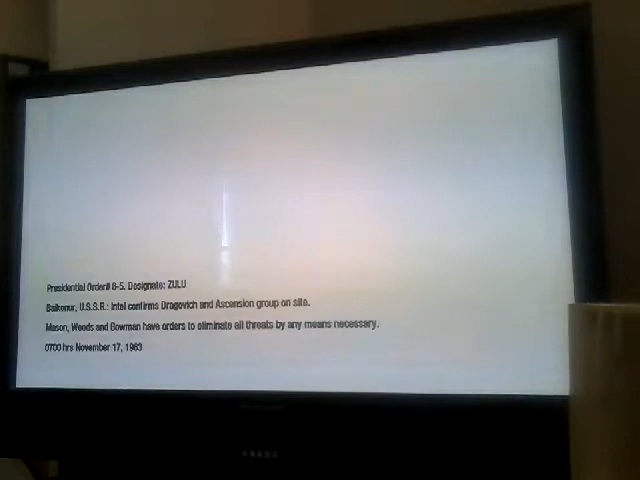 Presidential Order# 8-5. Designate: ZULU
Baikonur, U.S.S.R.: Intel confirms Dragovich and Ascension group on site.
Mason, Woods and Bowman have orders to eliminate all threats by any means necessary.
0700 hrs November 17, 1963